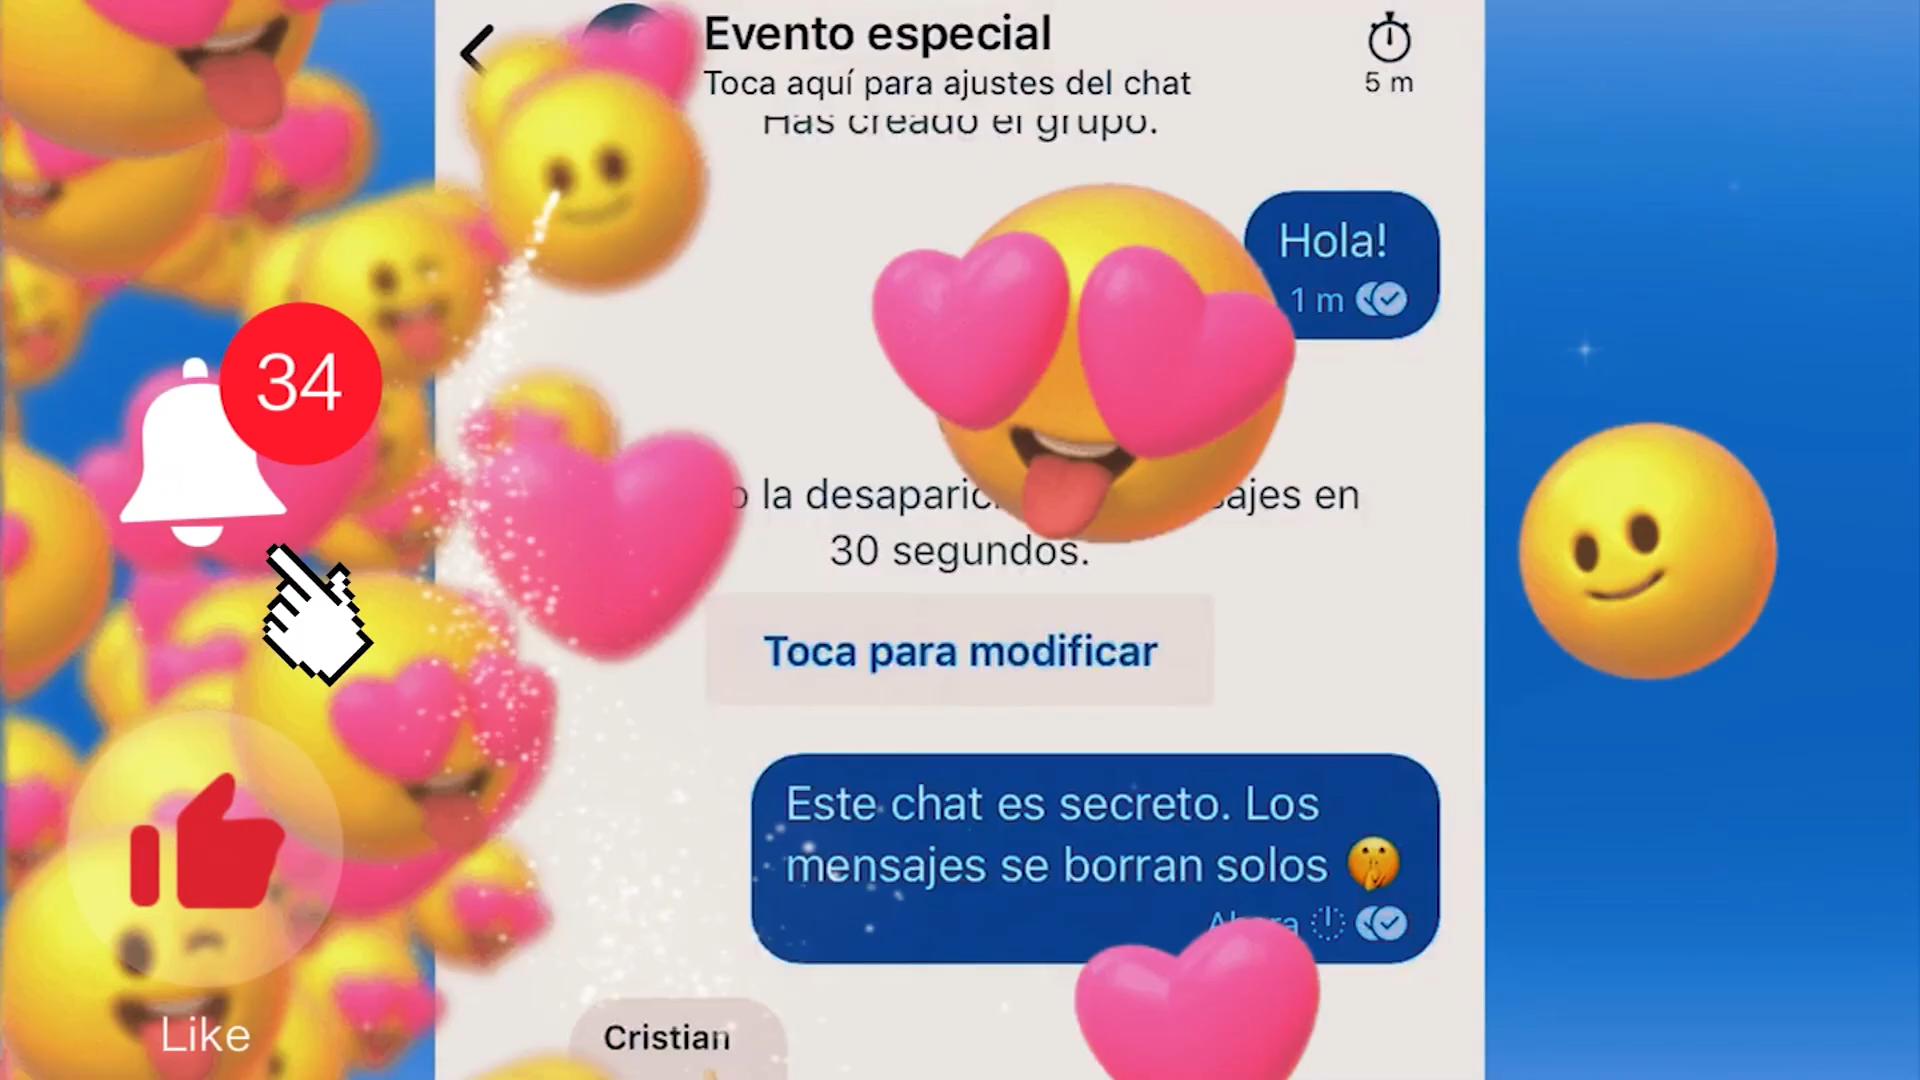 Evento especial
Toca aquí para ajustes del chat
5 m
Has creado el grupo.
Hola!
1 m
34
la desaparic
ajes en
30 segundos.
Toca para modificar
Este chat es secreto. Los
mensajes se borran solos
Cristian
Like